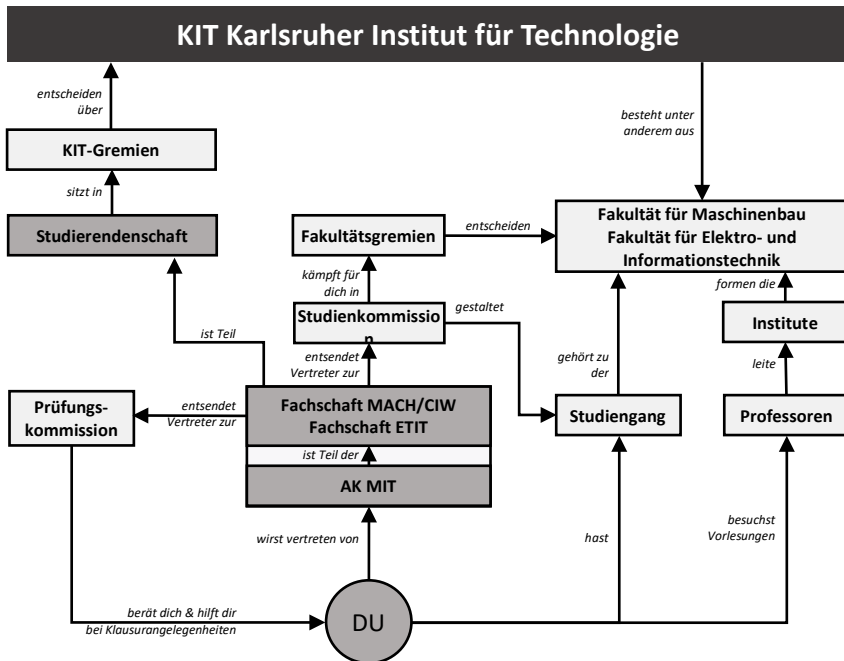 KIT Karlsruher Institut für Technologie
entscheiden
über
besteht unter
anderem aus
KIT-Gremien
sitzt in
Studierendenschaft
Fakultätsgremien
entscheiden
Fakultät für Maschinenbau
Fakultät für Elektro- und
Informationstechnik
kämpft für
dich in
formen die
Studienkommissio
n
gestaltet
Institute
ist Teil
entsendet
Vertreter zur
gehört zu
der
leite
Prüfungs-
kommission
entsendet
Vertreter zur
Fachschaft MACH/CIW
Fachschaft ETIT
Studiengang
Professoren
ist Teil der
AK MIT
wirst vertreten von
hast
besuchst
Vorlesungen
berät dich & hilft dir
bei Klausurangelegenheiten
DU